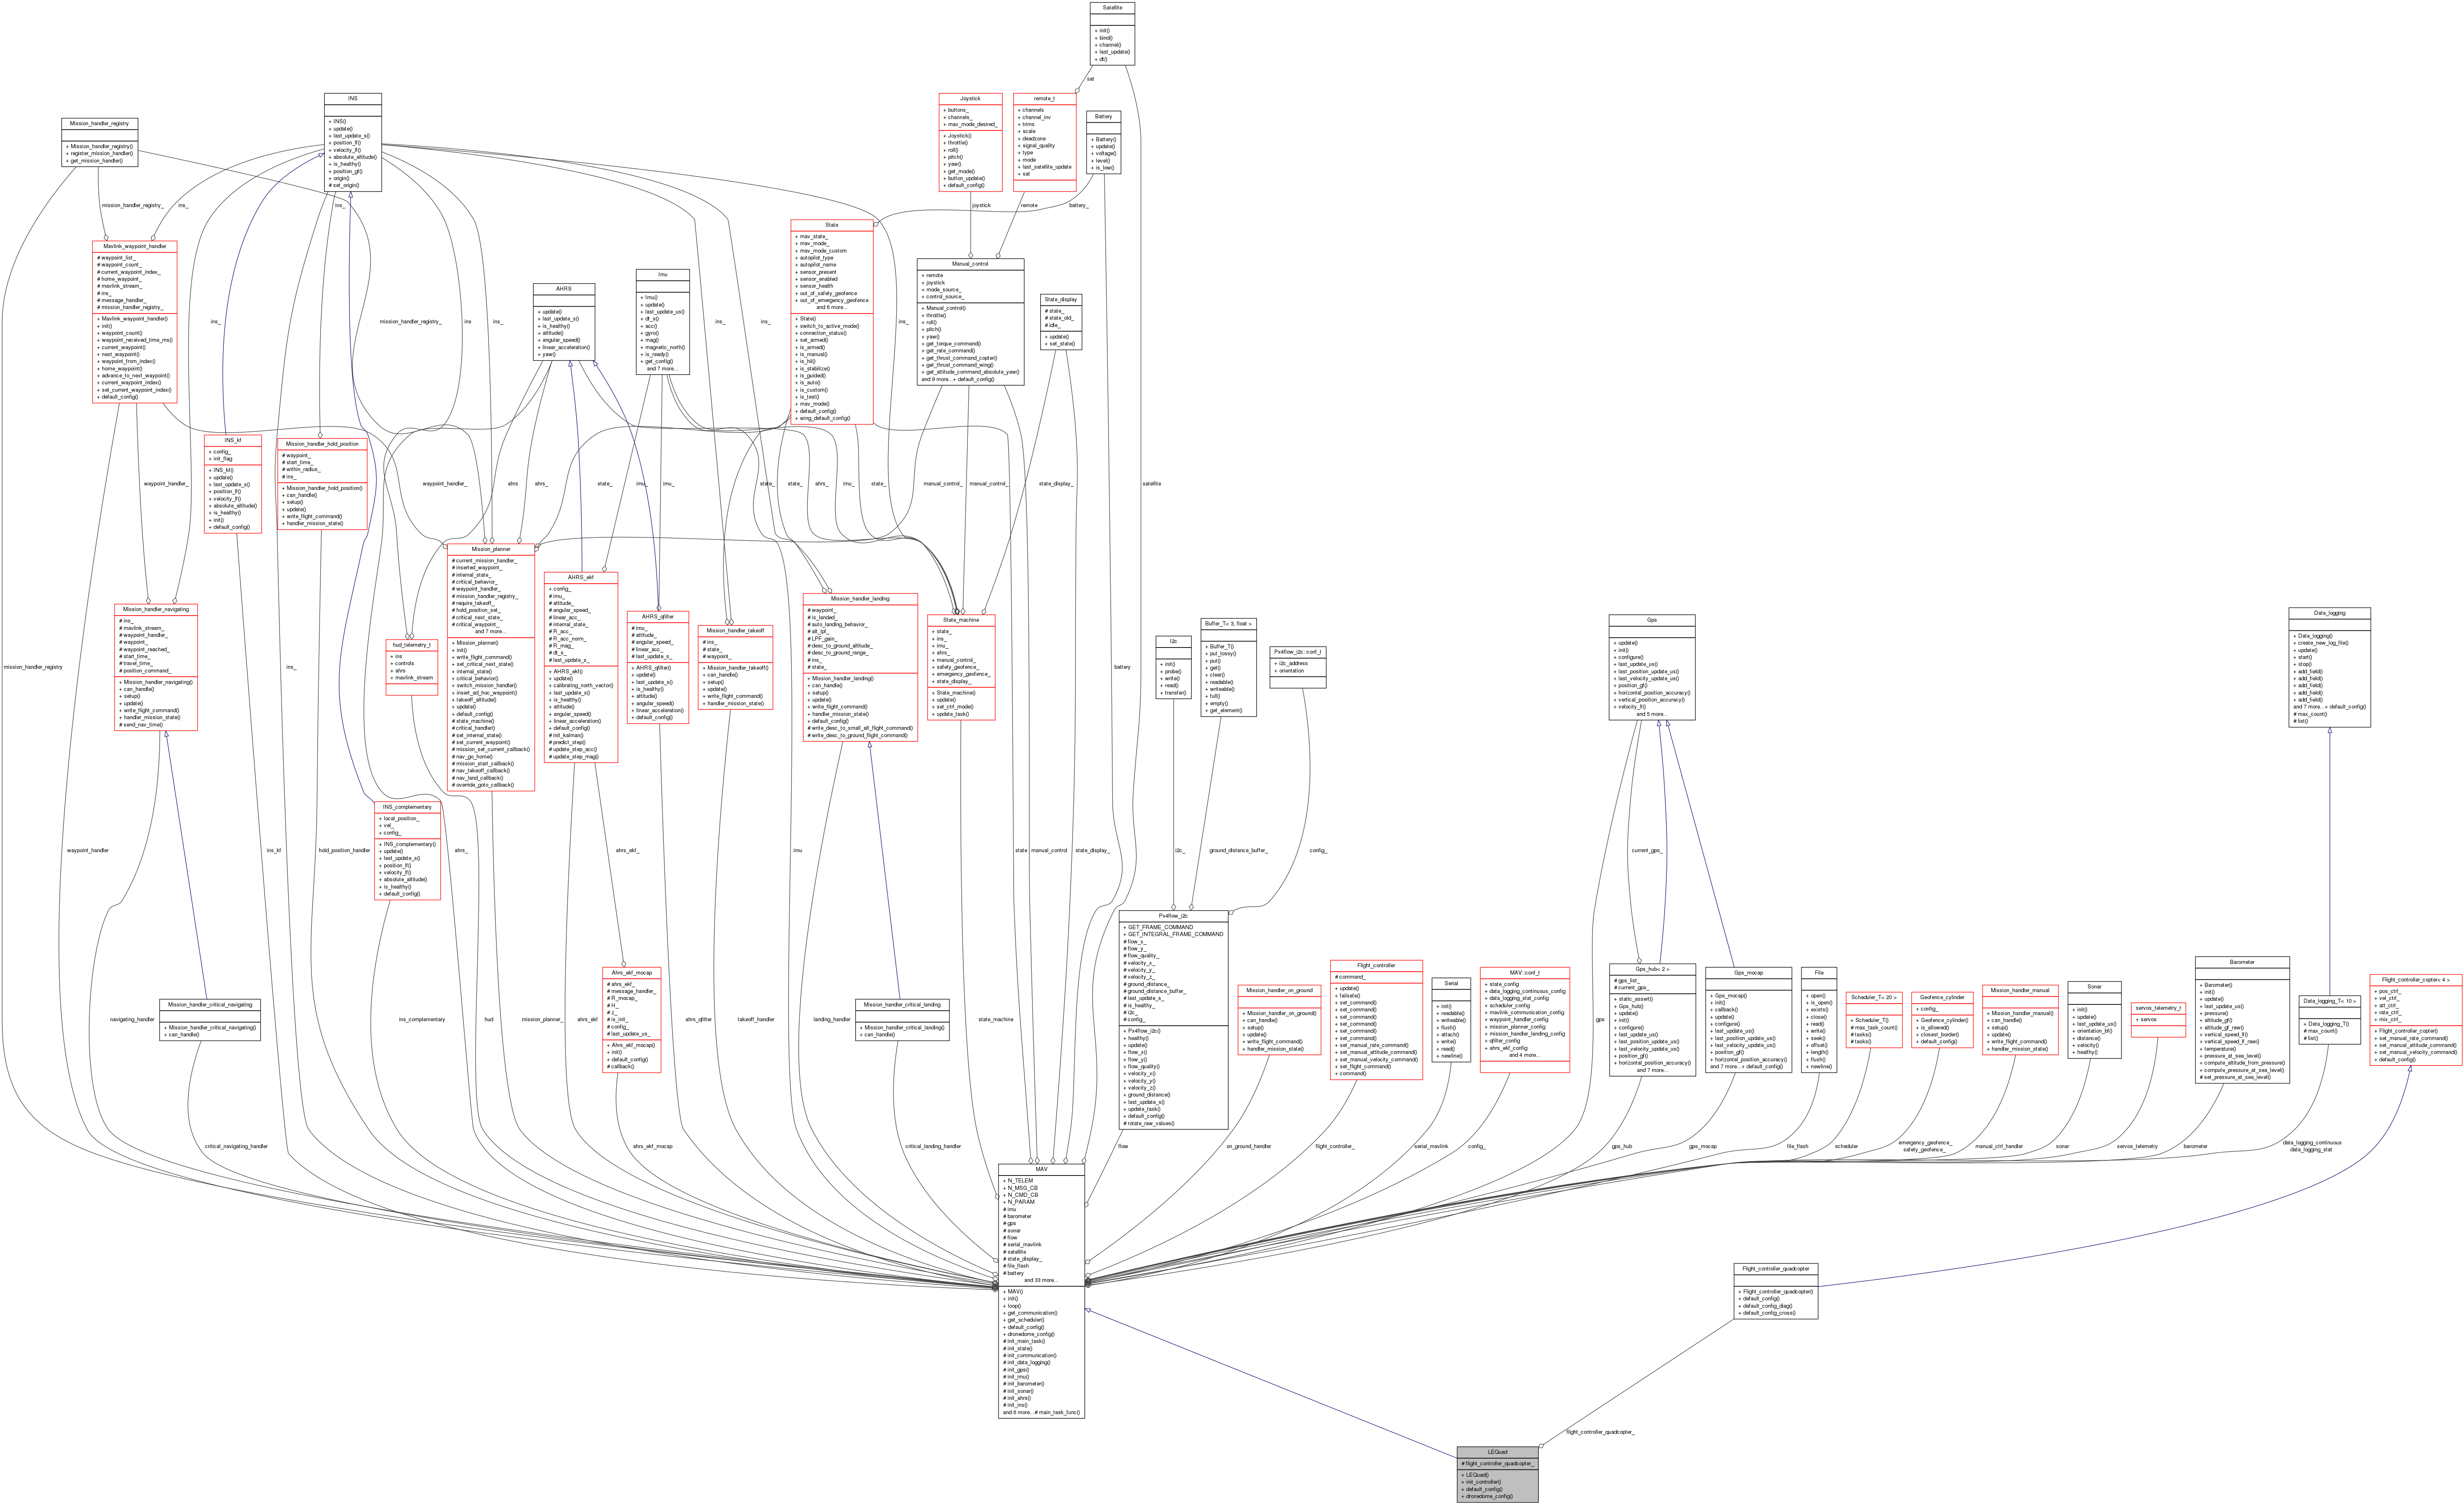 Satellite
+ init()
+ bind()
+ channel()
+ last_update()
+ dt()
sat
INS
+ INS()
+ update()
+ last_update_s()
+ position_lf()
+ velocity_lf()
+ absolute_altitude()
+ is_healthy()
+ position_gf()
+ origin()
# set_origin()
Joystick
+ buttons_
+ channels_
+ mav_mode_desired_
+ Joystick()
+ throttle()
+ roll()
+ pitch()
+ yaw()
+ get_mode()
+ button_update()
+ default_config()
remote_t
+ channels
+ channel_inv
+ trims
+ scale
+ deadzone
+ signal_quality
+ type
+ mode
+ last_satellite_update
+ sat
Battery
+ Battery()
+ update()
+ voltage()
+ level()
+ is_low()
Mission_handler_registry
+ Mission_handler_registry()
+ register_mission_handler()
+ get_mission_handler()
mission_handler_registry_
ins_
ins_
joystick
remote
battery_
Mavlink_waypoint_handler
# waypoint_list_
# waypoint_count_
# current_waypoint_index_
# home_waypoint_
# mavlink_stream_
# ins_
# message_handler_
# mission_handler_registry_
+ Mavlink_waypoint_handler()
+ init()
+ waypoint_count()
+ waypoint_received_time_ms()
+ current_waypoint()
+ next_waypoint()
+ waypoint_from_index()
+ home_waypoint()
+ advance_to_next_waypoint()
+ current_waypoint_index()
+ set_current_waypoint_index()
+ default_config()
State
+ mav_state_
+ mav_mode_
+ mav_mode_custom
+ autopilot_type
+ autopilot_name
+ sensor_present
+ sensor_enabled
+ sensor_health
+ out_of_safety_geofence
+ out_of_emergency_geofence
and 6 more...
+ State()
+ switch_to_active_mode()
+ connection_status()
+ set_armed()
+ is_armed()
+ is_manual()
+ is_hil()
+ is_stabilize()
+ is_guided()
+ is_auto()
+ is_custom()
+ is_test()
+ mav_mode()
+ default_config()
+ wing_default_config()
Imu
+ Imu()
+ update()
+ last_update_us()
+ dt_s()
+ acc()
+ gyro()
+ mag()
+ magnetic_north()
+ is_ready()
+ get_config()
and 7 more...
AHRS
+ update()
+ last_update_s()
+ is_healthy()
+ attitude()
+ angular_speed()
+ linear_acceleration()
+ yaw()
Manual_control
+ remote
+ joystick
+ mode_source_
+ control_source_
+ Manual_control()
+ throttle()
+ roll()
+ pitch()
+ yaw()
+ get_torque_command()
+ get_rate_command()
+ get_thrust_command_copter()
+ get_thrust_command_wing()
+ get_attitude_command_absolute_yaw()
and 9 more...+ default_config()
State_display
# state_
# state_old_
# idle_
+ update()
+ set_state()
ins_
mission_handler_registry_
ins
ins_
ins_
ins_
ins_
INS_kf
+ config_
+ init_flag
+ INS_kf()
+ update()
+ last_update_s()
+ position_lf()
+ velocity_lf()
+ absolute_altitude()
+ is_healthy()
+ init()
+ default_config()
Mission_handler_hold_position
# waypoint_
# start_time_
# within_radius_
# ins_
+ Mission_handler_hold_position()
+ can_handle()
+ setup()
+ update()
+ write_flight_command()
+ handler_mission_state()
waypoint_handler_
waypoint_handler_
ahrs
ahrs_
state_
imu_
imu_
state_
state_
ahrs_
imu_
state_
manual_control_
manual_control_
state_display_
satellite
Mission_planner
# current_mission_handler_
# inserted_waypoint_
# internal_state_
# critical_behavior_
# waypoint_handler_
# mission_handler_registry_
# require_takeoff_
# hold_position_set_
# critical_next_state_
# critical_waypoint_
and 7 more...
+ Mission_planner()
+ init()
+ write_flight_command()
+ set_critical_next_state()
+ internal_state()
+ critical_behavior()
+ switch_mission_handler()
+ insert_ad_hoc_waypoint()
+ takeoff_altitude()
+ update()
+ default_config()
# state_machine()
# critical_handler()
# set_internal_state()
# set_current_waypoint()
# mission_set_current_callback()
# nav_go_home()
# mission_start_callback()
# nav_takeoff_callback()
# nav_land_callback()
# override_goto_callback()
AHRS_ekf
+ config_
# imu_
# attitude_
# angular_speed_
# linear_acc_
# internal_state_
# R_acc_
# R_acc_norm_
# R_mag_
# dt_s_
# last_update_s_
+ AHRS_ekf()
+ update()
+ calibrating_north_vector()
+ last_update_s()
+ is_healthy()
+ attitude()
+ angular_speed()
+ linear_acceleration()
+ default_config()
# init_kalman()
# predict_step()
# update_step_acc()
# update_step_mag()
AHRS_qfilter
# imu_
# attitude_
# angular_speed_
# linear_acc_
# last_update_s_
+ AHRS_qfilter()
+ update()
+ last_update_s()
+ is_healthy()
+ attitude()
+ angular_speed()
+ linear_acceleration()
+ default_config()
Mission_handler_takeoff
# ins_
# state_
# waypoint_
+ Mission_handler_takeoff()
+ can_handle()
+ setup()
+ update()
+ write_flight_command()
+ handler_mission_state()
Mission_handler_landing
# waypoint_
# is_landed_
# auto_landing_behavior_
# alt_lpf_
# LPF_gain_
# desc_to_ground_altitude_
# desc_to_ground_range_
# ins_
# state_
+ Mission_handler_landing()
+ can_handle()
+ setup()
+ update()
+ write_flight_command()
+ handler_mission_state()
+ default_config()
# write_desc_to_small_alt_flight_command()
# write_desc_to_ground_flight_command()
State_machine
+ state_
+ ins_
+ imu_
+ ahrs_
+ manual_control_
+ safety_geofence_
+ emergency_geofence_
+ state_display_
+ State_machine()
+ update()
+ set_ctrl_mode()
+ update_task()
Mission_handler_navigating
# ins_
# mavlink_stream_
# waypoint_handler_
# waypoint_
# waypoint_reached_
# start_time_
# travel_time_
# position_command_
+ Mission_handler_navigating()
+ can_handle()
+ setup()
+ update()
+ write_flight_command()
+ handler_mission_state()
# send_nav_time()
hud_telemetry_t
+ ins
+ controls
+ ahrs
+ mavlink_stream
I2c
+ init()
+ probe()
+ write()
+ read()
+ transfer()
Buffer_T< 3, float >
+ Buffer_T()
+ put_lossy()
+ put()
+ get()
+ clear()
+ readable()
+ writeable()
+ full()
+ empty()
+ get_element()
Px4flow_i2c::conf_t
+ i2c_address
+ orientation
Gps
+ update()
+ init()
+ configure()
+ last_update_us()
+ last_position_update_us()
+ last_velocity_update_us()
+ position_gf()
+ horizontal_position_accuracy()
+ vertical_position_accuracy()
+ velocity_lf()
and 5 more...
Data_logging
+ Data_logging()
+ create_new_log_file()
+ update()
+ start()
+ stop()
+ add_field()
+ add_field()
+ add_field()
+ add_field()
+ add_field()
and 7 more...+ default_config()
# max_count()
# list()
mission_handler_registry
ins_
battery
INS_complementary
+ local_position_
+ vel_
+ config_
+ INS_complementary()
+ update()
+ last_update_s()
+ position_lf()
+ velocity_lf()
+ absolute_altitude()
+ is_healthy()
+ default_config()
waypoint_handler
ins_kf
hold_position_handler
ahrs_
ahrs_ekf_
imu
state
manual_control
state_display_
i2c_
ground_distance_buffer_
config_
current_gps_
Px4flow_i2c
+ GET_FRAME_COMMAND
+ GET_INTEGRAL_FRAME_COMMAND
# flow_x_
# flow_y_
# flow_quality_
# velocity_x_
# velocity_y_
# velocity_z_
# ground_distance_
# ground_distance_buffer_
# last_update_s_
# is_healthy_
# i2c_
# config_
+ Px4flow_i2c()
+ healthy()
+ update()
+ flow_x()
+ flow_y()
+ flow_quality()
+ velocity_x()
+ velocity_y()
+ velocity_z()
+ ground_distance()
+ last_update_s()
+ update_task()
+ default_config()
# rotate_raw_values()
Mission_handler_critical_navigating
+ Mission_handler_critical_navigating()
+ can_handle()
Ahrs_ekf_mocap
# ahrs_ekf_
# message_handler_
# R_mocap_
# H_
# z_
# is_init_
# config_
# last_update_us_
+ Ahrs_ekf_mocap()
+ init()
+ default_config()
# callback()
Mission_handler_critical_landing
+ Mission_handler_critical_landing()
+ can_handle()
Mission_handler_on_ground
+ Mission_handler_on_ground()
+ can_handle()
+ setup()
+ update()
+ write_flight_command()
+ handler_mission_state()
Flight_controller
# command_
+ update()
+ failsafe()
+ set_command()
+ set_command()
+ set_command()
+ set_command()
+ set_command()
+ set_command()
+ set_manual_rate_command()
+ set_manual_attitude_command()
+ set_manual_velocity_command()
+ set_flight_command()
+ command()
Serial
+ init()
+ readable()
+ writeable()
+ flush()
+ attach()
+ write()
+ read()
+ newline()
MAV::conf_t
+ state_config
+ data_logging_continuous_config
+ data_logging_stat_config
+ scheduler_config
+ mavlink_communication_config
+ waypoint_handler_config
+ mission_planner_config
+ mission_handler_landing_config
+ qfilter_config
+ ahrs_ekf_config
and 4 more...
Gps_hub< 2 >
# gps_list_
# current_gps_
+ static_assert()
+ Gps_hub()
+ update()
+ init()
+ configure()
+ last_update_us()
+ last_position_update_us()
+ last_velocity_update_us()
+ position_gf()
+ horizontal_position_accuracy()
and 7 more...
Gps_mocap
+ Gps_mocap()
+ init()
+ callback()
+ update()
+ configure()
+ last_update_us()
+ last_position_update_us()
+ last_velocity_update_us()
+ position_gf()
+ horizontal_position_accuracy()
and 7 more...+ default_config()
File
+ open()
+ is_open()
+ exists()
+ close()
+ read()
+ write()
+ seek()
+ offset()
+ length()
+ flush()
+ newline()
Scheduler_T< 20 >
+ Scheduler_T()
# max_task_count()
# tasks()
# tasks()
Geofence_cylinder
+ config_
+ Geofence_cylinder()
+ is_allowed()
+ closest_border()
+ default_config()
Mission_handler_manual
+ Mission_handler_manual()
+ can_handle()
+ setup()
+ update()
+ write_flight_command()
+ handler_mission_state()
Sonar
+ init()
+ update()
+ last_update_us()
+ orientation_bf()
+ distance()
+ velocity()
+ healthy()
servos_telemetry_t
+ servos
Barometer
+ Barometer()
+ init()
+ update()
+ last_update_us()
+ pressure()
+ altitude_gf()
+ altitude_gf_raw()
+ vertical_speed_lf()
+ vertical_speed_lf_raw()
+ temperature()
+ pressure_at_sea_level()
+ compute_altitude_from_pressure()
+ compute_pressure_at_sea_level()
# set_pressure_at_sea_level()
Data_logging_T< 10 >
+ Data_logging_T()
# max_count()
# list()
Flight_controller_copter< 4 >
+ pos_ctrl_
+ vel_ctrl_
+ att_ctrl_
+ rate_ctrl_
+ mix_ctrl_
+ Flight_controller_copter()
+ set_manual_rate_command()
+ set_manual_attitude_command()
+ set_manual_velocity_command()
+ default_config()
navigating_handler
ins_complementary
hud
mission_planner_
ahrs_ekf
ahrs_qfilter
takeoff_handler
landing_handler
state_machine
gps
critical_navigating_handler
ahrs_ekf_mocap
critical_landing_handler
flow
on_ground_handler
flight_controller_
serial_mavlink
config_
gps_hub
gps_mocap
file_flash
scheduler
emergency_geofence_
safety_geofence_
manual_ctrl_handler
sonar
servos_telemetry
barometer
data_logging_continuous
data_logging_stat
MAV
+ N_TELEM
+ N_MSG_CB
+ N_CMD_CB
+ N_PARAM
# imu
# barometer
# gps
# sonar
# flow
# serial_mavlink
# satellite
# state_display_
# file_flash
# battery
and 33 more...
+ MAV()
+ init()
+ loop()
+ get_communication()
+ get_scheduler()
+ default_config()
+ dronedome_config()
# init_main_task()
# init_state()
# init_communication()
# init_data_logging()
# init_gps()
# init_imu()
# init_barometer()
# init_sonar()
# init_ahrs()
# init_ins()
and 6 more...# main_task_func()
Flight_controller_quadcopter
+ Flight_controller_quadcopter()
+ default_config()
+ default_config_diag()
+ default_config_cross()
flight_controller_quadcopter_
LEQuad
# flight_controller_quadcopter_
+ LEQuad()
+ init_controller()
+ default_config()
+ dronedome_config()